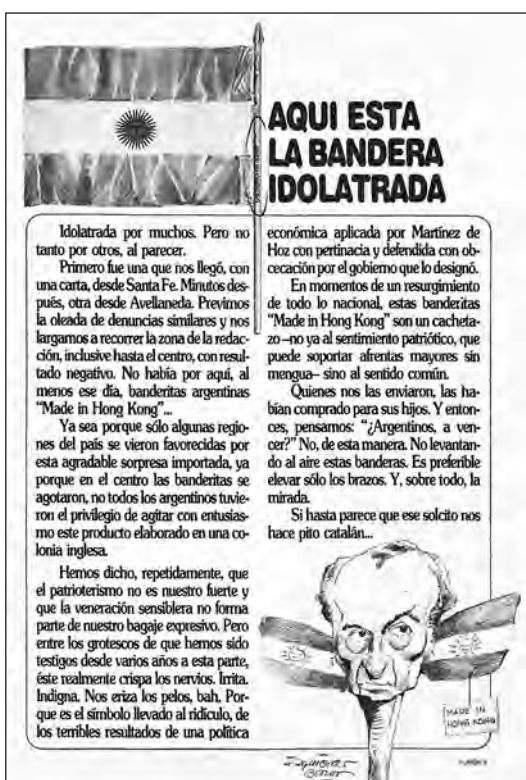 AQUI ESTA
LA BANDERA
IDOLATRADA
Idolatrada por muchos. Pero no
tanto por otros, al parecer.
Primero fue una que nos llegó, con
una carta, desde Santa Fe. Minutos des-
pués, otra desde Avellaneda. Previmos
la oleada de denuncias similares y nos
largamos a recorrer la zona de la redac-
ción, inclusive hasta el centro, con resul-
tado negativo. No había por aquí, al
menos ese día, banderitas argentinas
“Made in Hong Kong”...
Ya sea porque sólo algunas regio-
nes del país se vieron favorecidas por
esta agradable sorpresa importada, ya
porque en el centro las banderitas se
agotaron, no todos los argentinos tuvie-
ron el privilegio de agitar con entusias-
mo este producto elaborado en una co-
lonia inglesa.
Hemos dicho, repetidamente, que
el patrioterismo no es nuestro fuerte y
que la veneración sensiblera no forma
parte de nuestro bagaje expresivo. Pero
entre los grotescos de que hemos sido
testigos desde varios años a esta parte,
éste realmente crispa los nervios. Irrita.
Indigna. Nos eriza los pelos, bah. Por-
que es el símbolo llevado al ridículo, de
los terribles resultados de una política
económica aplicada por Martínez de
Hoz con pertinacia y defendida con ob-
cecación por el gobierno que lo designó.
En momentos de un resurgimiento
de todo lo nacional, estas banderitas
“Made in Hong Kong” son un cacheta-
zo –no ya al sentimiento patriótico, que
puede soportar afrentas mayores sin
mengua– sino al sentido común.
Quienes nos las enviaron, las ha-
bían comprado para sus hijos. Y enton-
ces, pensamos: “¿Argentinos, a ven-
cer?” No, de esta manera. No levantan-
do al aire estas banderas. Es preferible
elevar sólo los brazos. Y, sobre todo, la
mirada.
Si hasta parece que ese solcito nos
hace pito catalán...
MADE IN
HONG KONG